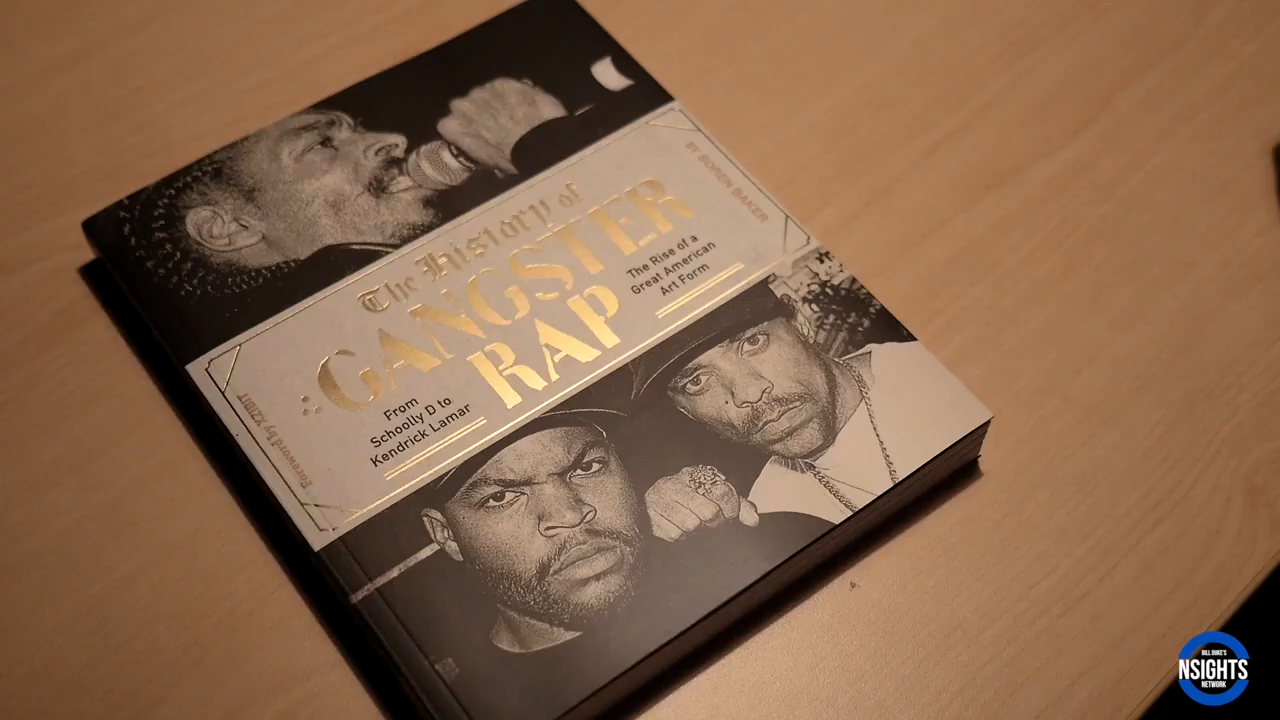 The History of
GANGSTER
RAP
From
Schoolly D to
Kendrick Lamar
The Rise of a
Great American
Art Form
BY SOREN BAKER
Foreword by XZIBIT
BILL DUKE'S
NSIGHTS
NETWORK